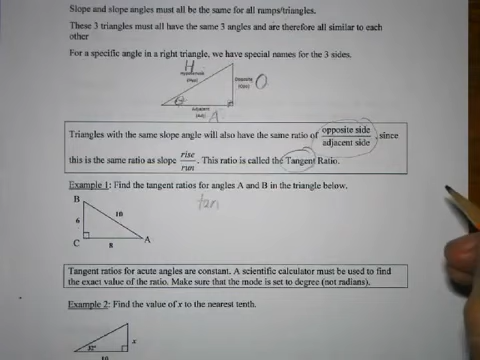 Slope and slope angles must all be the same for all ramps/triangles.
These 3 triangles must all have the same 3 angles and are therefore all similar to each
other
For a specific angle in a right triangle, we have special names for the 3 sides.
H
hypotenuse
(hyp)
opposite
(opp)
O
θ
adjacent
(adj)
A
Triangles with the same slope angle will also have the same ratio of opposite side / adjacent side, since
this is the same ratio as slope rise / run. This ratio is called the Tangent Ratio.
Example 1: Find the tangent ratios for angles A and B in the triangle below.
tan
B
10
6
C
8
A
Tangent ratios for acute angles are constant. A scientific calculator must be used to find
the exact value of the ratio. Make sure that the mode is set to degree (not radians).
Example 2: Find the value of x to the nearest tenth.
x
10